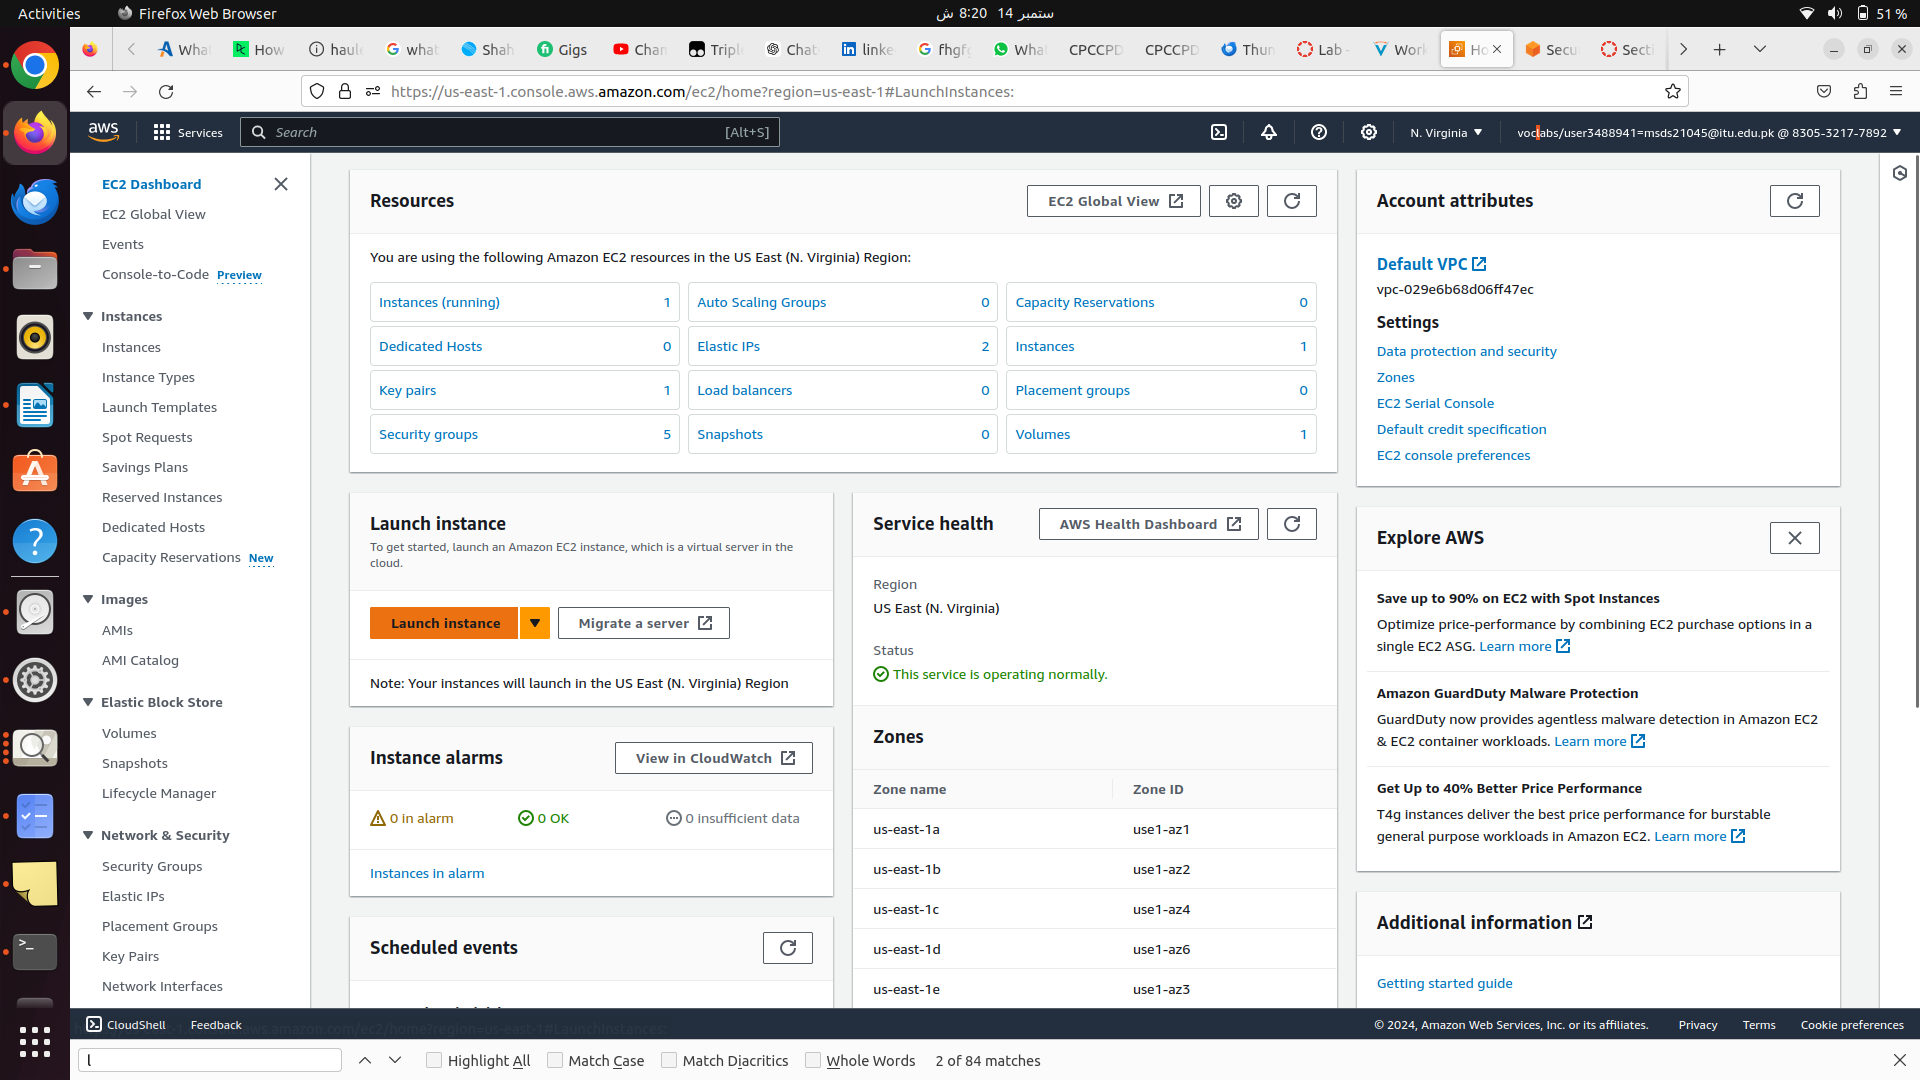 Activities
Firefox Web Browser
ستمبر 14 8:20 ش
51 %
What
How
haule
what
Shah
Gigs
Chan
Triple
Chat
linke
fhgfg
What
CPCCPD
CPCCPD
Thun
Lab -
Work
Ho
Secu
Secti
https://us-east-1.console.aws.amazon.com/ec2/home?region=us-east-1#LaunchInstances:
aws
Services
Search
[Alt+S]
N. Virginia
voclabs/user3488941=msds21045@itu.edu.pk @ 8305-3217-7892
EC2 Dashboard
EC2 Global View
Events
Console-to-Code Preview
Instances
Instances
Instance Types
Launch Templates
Spot Requests
Savings Plans
Reserved Instances
Dedicated Hosts
Capacity Reservations New
Images
AMIs
AMI Catalog
Elastic Block Store
Volumes
Snapshots
Lifecycle Manager
Network & Security
Security Groups
Elastic IPs
Placement Groups
Key Pairs
Network Interfaces
Resources
EC2 Global View
You are using the following Amazon EC2 resources in the US East (N. Virginia) Region:
Instances (running) 1
Auto Scaling Groups 0
Capacity Reservations 0
Dedicated Hosts 0
Elastic IPs 2
Instances 1
Key pairs 1
Load balancers 0
Placement groups 0
Security groups 5
Snapshots 0
Volumes 1
Launch instance
To get started, launch an Amazon EC2 instance, which is a virtual server in the
cloud.
Launch instance
Migrate a server
Note: Your instances will launch in the US East (N. Virginia) Region
Instance alarms
View in CloudWatch
0 in alarm
0 OK
0 insufficient data
Instances in alarm
Scheduled events
Service health
AWS Health Dashboard
Region
US East (N. Virginia)
Status
This service is operating normally.
Zones
Zone name Zone ID
us-east-1a use1-az1
us-east-1b use1-az2
us-east-1c use1-az4
us-east-1d use1-az6
us-east-1e use1-az3
Account attributes
Default VPC
vpc-029e6b68d06ff47ec
Settings
Data protection and security
Zones
EC2 Serial Console
Default credit specification
EC2 console preferences
Explore AWS
Save up to 90% on EC2 with Spot Instances
Optimize price-performance by combining EC2 purchase options in a
single EC2 ASG. Learn more
Amazon GuardDuty Malware Protection
GuardDuty now provides agentless malware detection in Amazon EC2
& EC2 container workloads. Learn more
Get Up to 40% Better Price Performance
T4g instances deliver the best price performance for burstable
general purpose workloads in Amazon EC2. Learn more
Additional information
Getting started guide
CloudShell
Feedback
© 2024, Amazon Web Services, Inc. or its affiliates.
Privacy
Terms
Cookie preferences
l
Highlight All
Match Case
Match Diacritics
Whole Words
2 of 84 matches